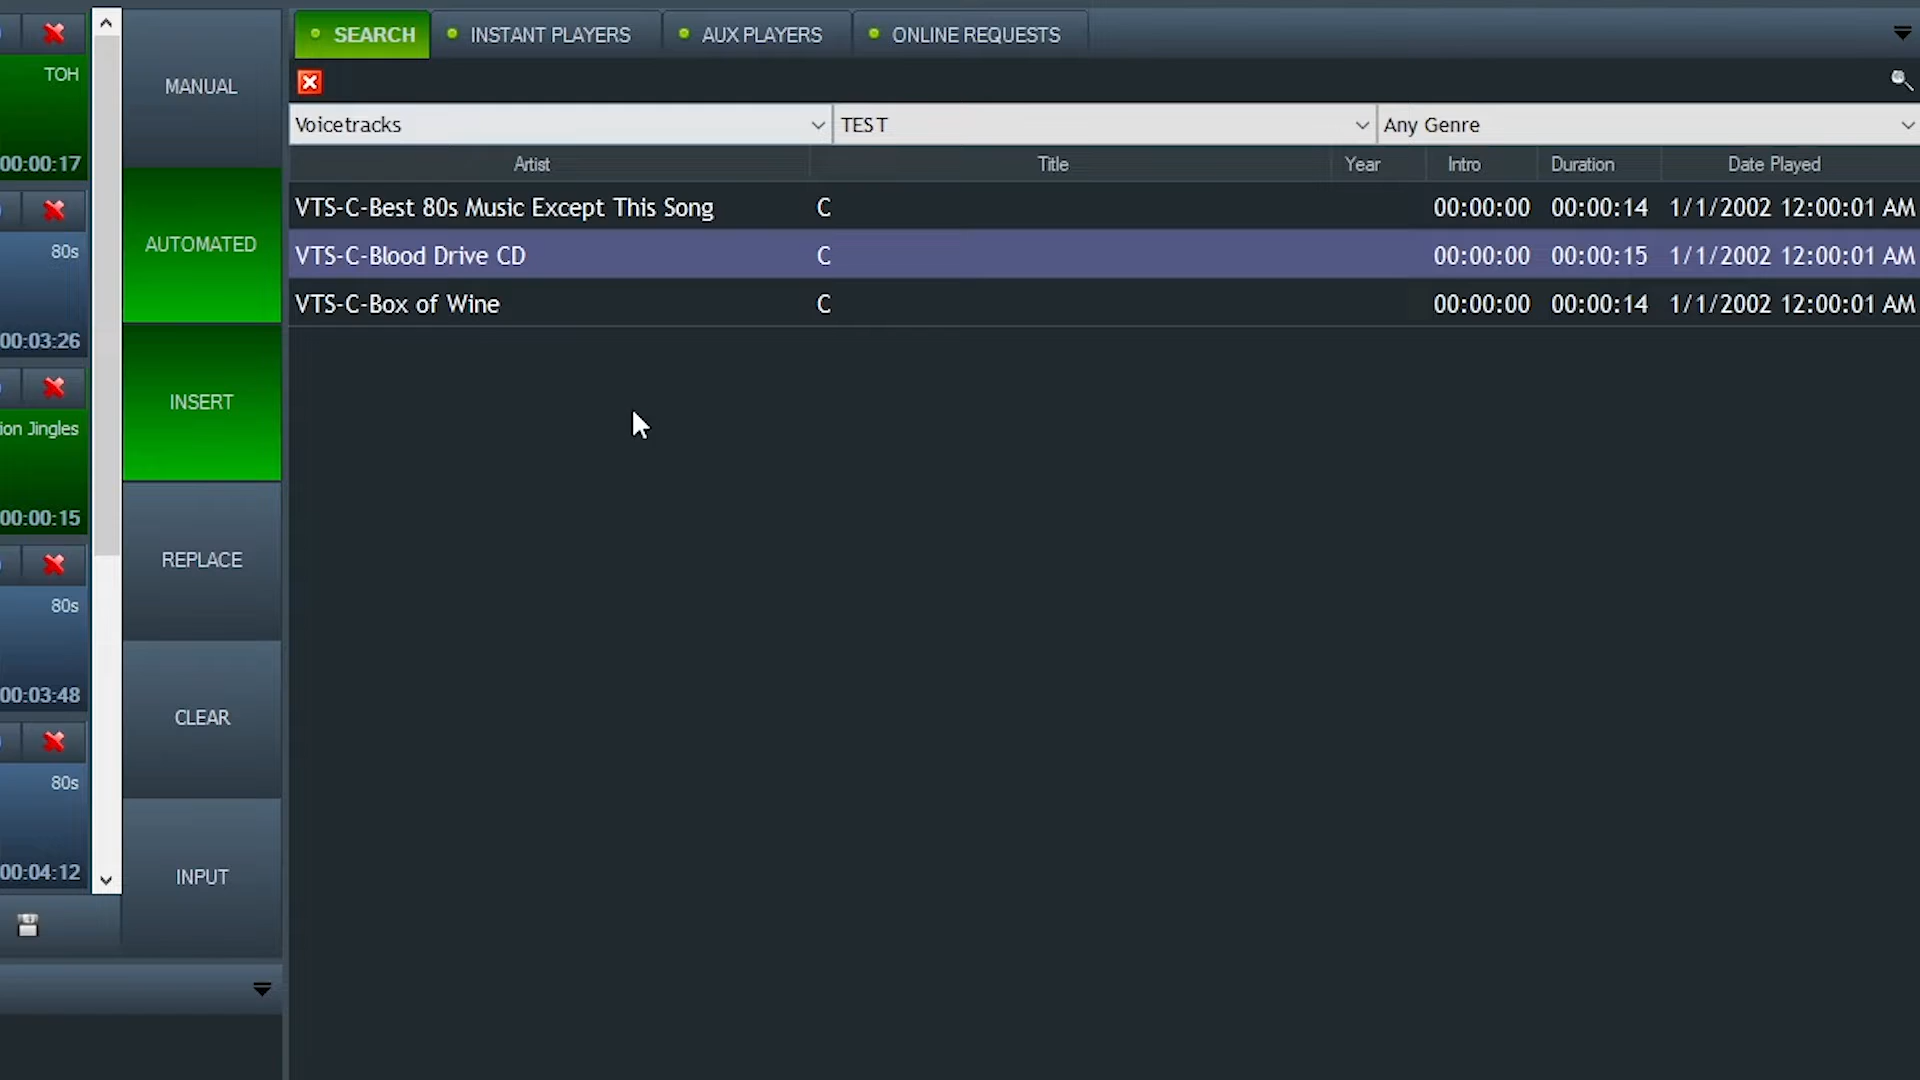 SEARCH INSTANT PLAYERS AUX PLAYERS ONLINE REQUESTS
Voicetracks TEST Any Genre
Artist Title Year Intro Duration Date Played
VTS-C-Best 80s Music Except This Song C 00:00:00 00:00:14 1/1/2002 12:00:01 AM
VTS-C-Blood Drive CD C 00:00:00 00:00:15 1/1/2002 12:00:01 AM
VTS-C-Box of Wine C 00:00:00 00:00:14 1/1/2002 12:00:01 AM
TOH
00:00:17
80s
00:03:26
ion Jingles
00:00:15
80s
00:03:48
80s
00:04:12
MANUAL
AUTOMATED
INSERT
REPLACE
CLEAR
INPUT